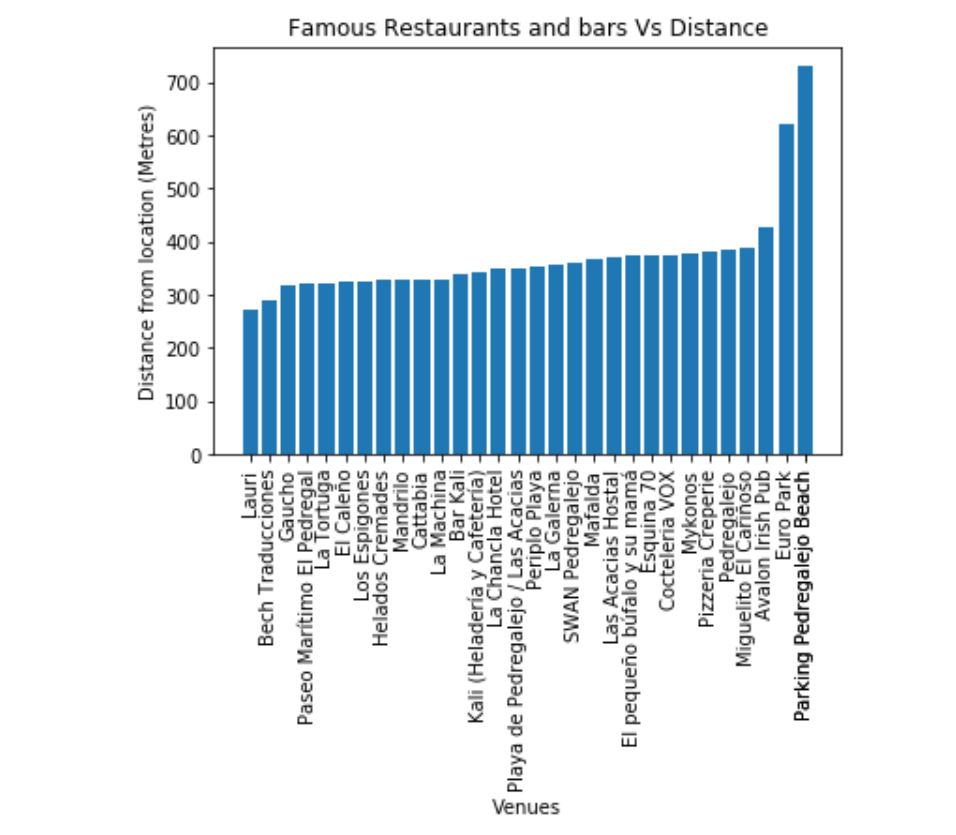 Famous Restaurants and bars Vs Distance
Distance from location (Metres)
700
600
500
400
300
200
100
0
Lauri
Bech Traducciones
Gaucho
Paseo Marítimo El Pedregal
La Tortuga
El Caleño
Los Espigones
Helados Cremades
Mandrilo
Cattabia
La Machina
Bar Kali
Kali (Heladería y Cafetería)
La Chancla Hotel
Playa de Pedregalejo / Las Acacias
Periplo Playa
La Galerna
SWAN Pedregalejo
Mafalda
Las Acacias Hostal
El pequeño búfalo y su mamá
Esquina 70
Cocteleria VOX
Mykonos
Pizzeria Creperie
Pedregalejo
Miguelito El Cariñoso
Avalon Irish Pub
Euro Park
Parking Pedregalejo Beach
Venues